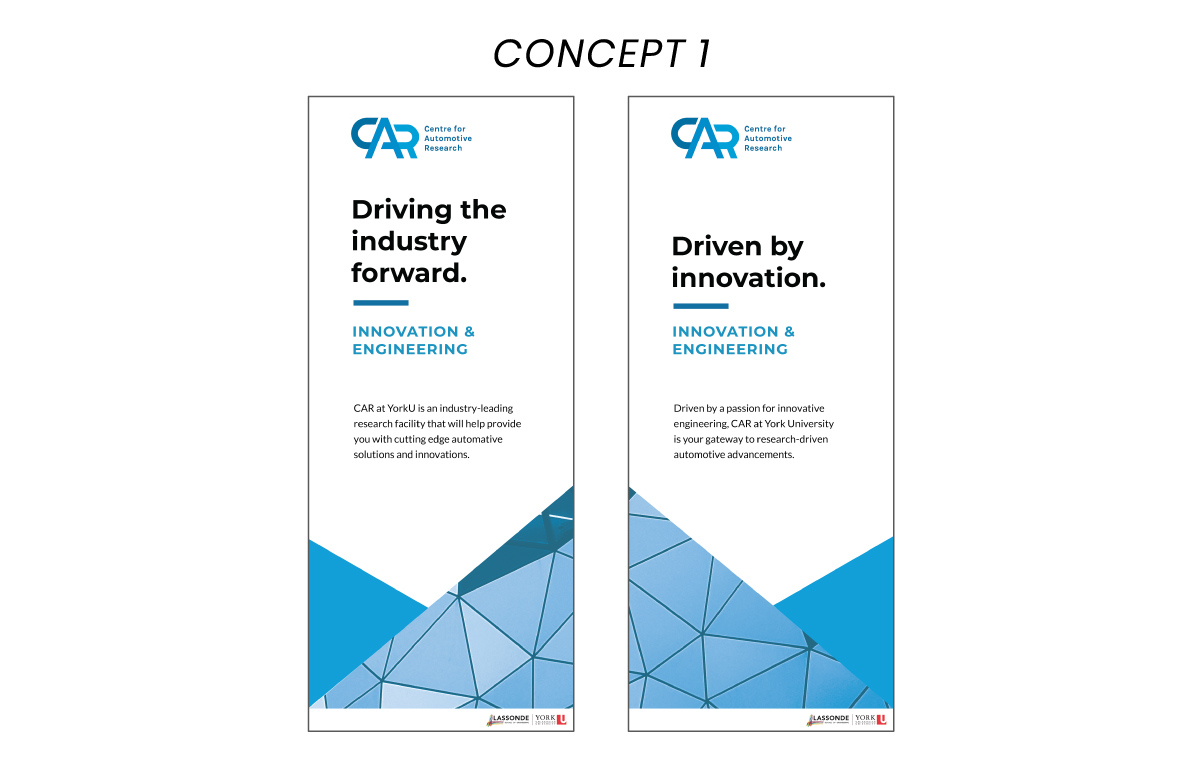 CONCEPT 1
CAR
Centre for
Automotive
Research
Driving the
industry
forward.
INNOVATION &
ENGINEERING
CAR at YorkU is an industry-leading
research facility that will help provide
you with cutting edge automative
solutions and innovations.
LASSONDE
YORK U
CAR
Centre for
Automotive
Research
Driven by
innovation.
INNOVATION &
ENGINEERING
Driven by a passion for innovative
engineering, CAR at York University
is your gateway to research-driven
automotive advancements.
LASSONDE
YORK U